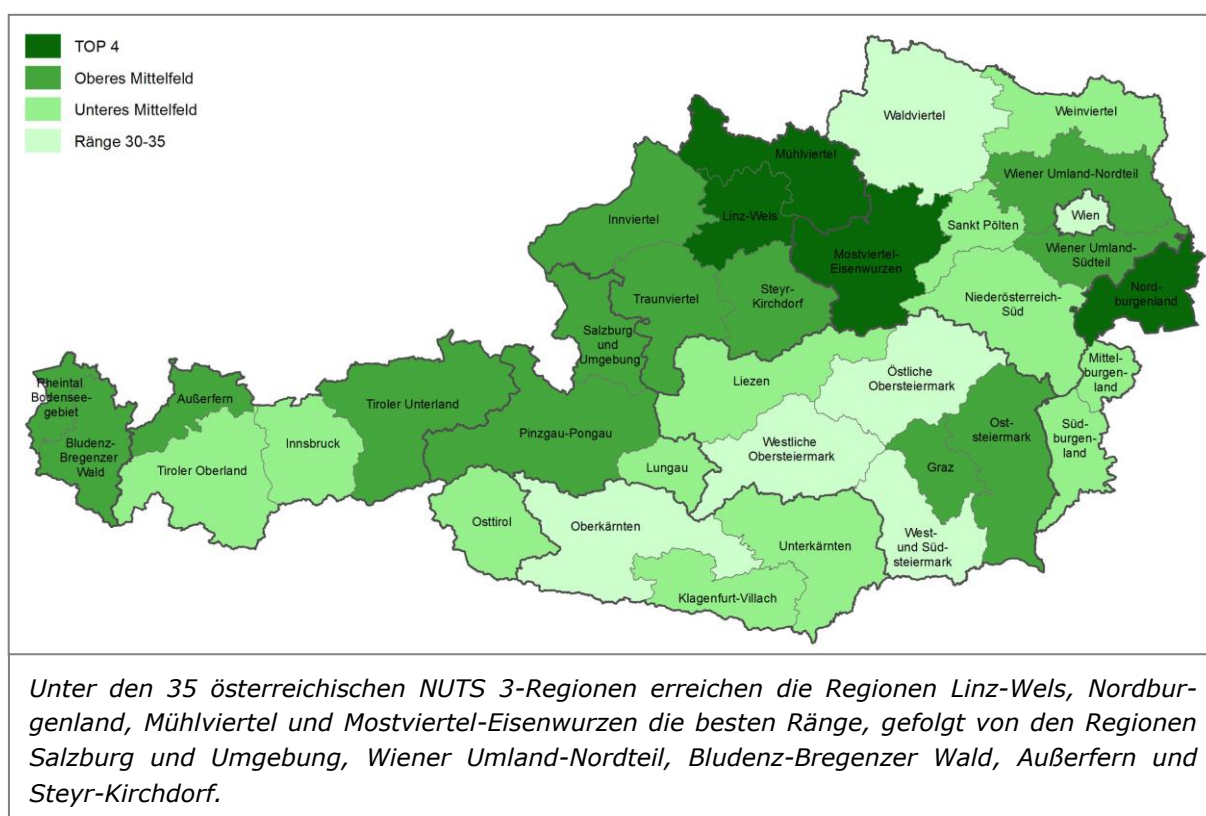 TOP 4
Oberes Mittelfeld
Unteres Mittelfeld
Ränge 30-35
Waldviertel
Weinviertel
Mühlviertel
Wiener Umland-Nordteil
Innviertel
Linz-Wels
Wien
Sankt Pölten
Mostviertel-
Eisenwurzen
Wiener Umland-
Südteil
Nord-
burgenland
Traunviertel
Steyr-
Kirchdorf
Niederösterreich-
Süd
Salzburg
und
Umgebung
Mittel-
burgen-
land
Rheintal
Bodensee-
gebiet
Außerfern
Tiroler Unterland
Liezen
Östliche
Obersteiermark
Bludenz-
Bregenzer
Wald
Innsbruck
Tiroler Oberland
Pinzgau-Pongau
Lungau
Westliche
Obersteiermark
Graz
Ost-
steiermark
Süd-
burgen-
land
Osttirol
Oberkärnten
Unterkärnten
West-
und Süd-
steiermark
Klagenfurt-Villach
Unter den 35 österreichischen NUTS 3-Regionen erreichen die Regionen Linz-Wels, Nordbur-
genland, Mühlviertel und Mostviertel-Eisenwurzen die besten Ränge, gefolgt von den Regionen
Salzburg und Umgebung, Wiener Umland-Nordteil, Bludenz-Bregenzer Wald, Außerfern und
Steyr-Kirchdorf.